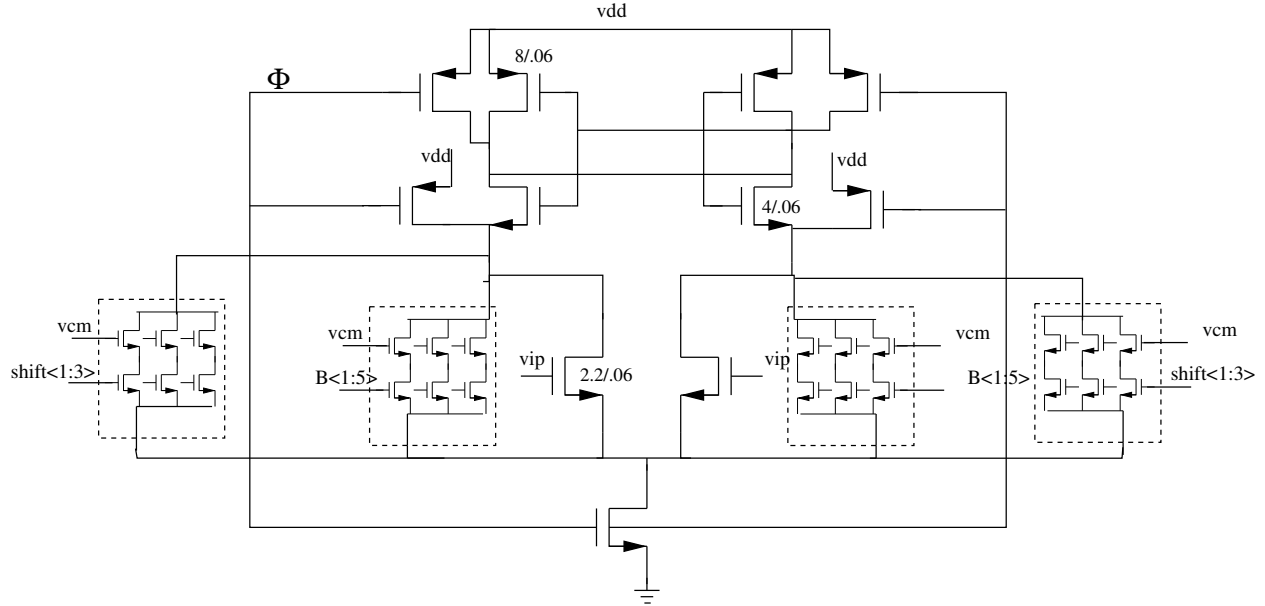 vdd
8/.06
Φ
vdd
vdd
4/.06
vcm
shift<1:3>
vcm
B<1:5>
vip
2.2/.06
vip
vcm
B<1:5>
vcm
shift<1:3>